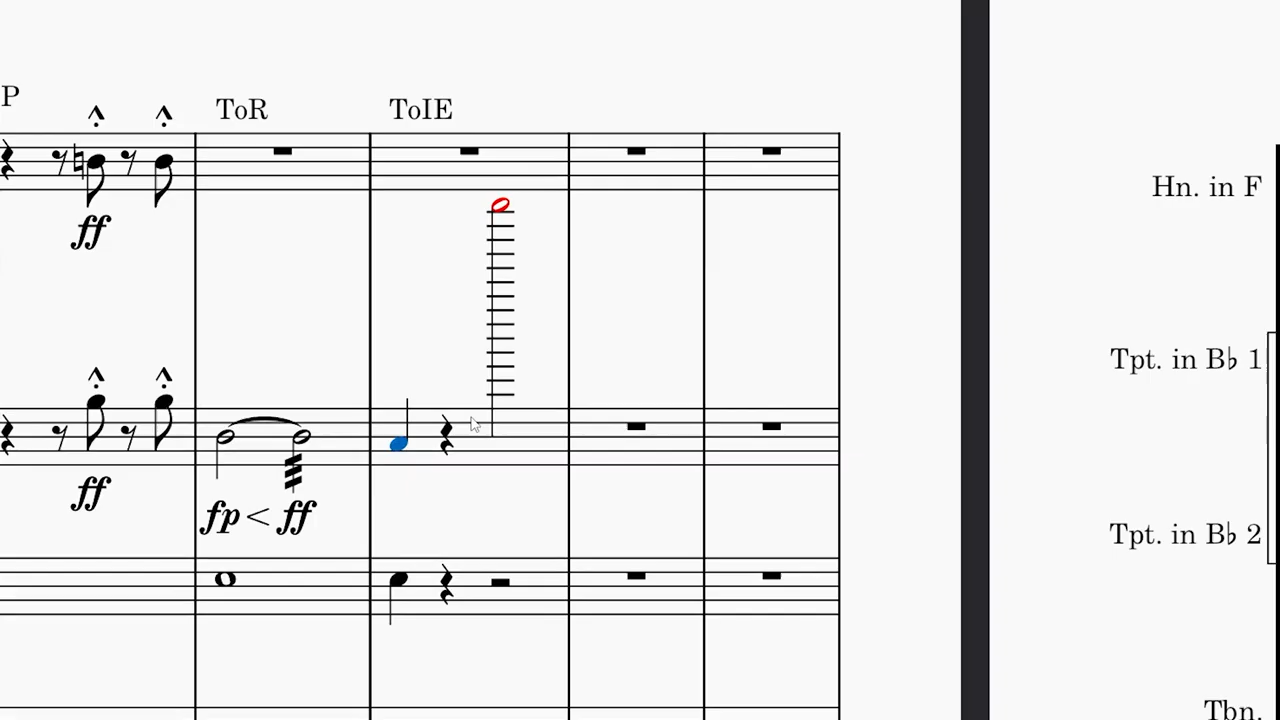 P
ToR
ToIE
Hn. in F
ff
Tpt. in B♭ 1
ff
fp < ff
Tpt. in B♭ 2
Tbn.